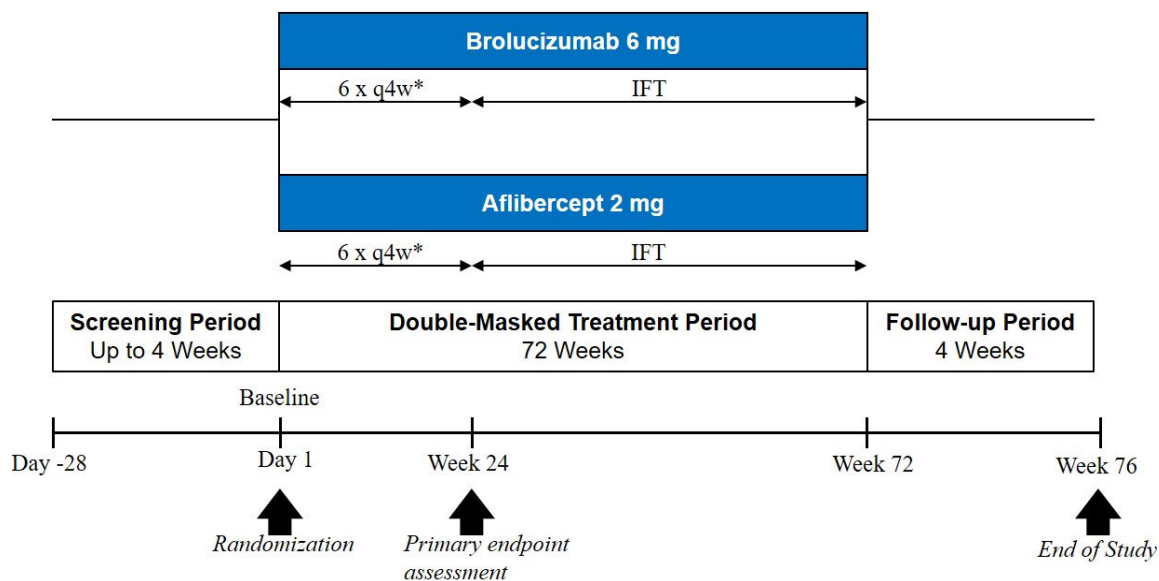 Brolucizumab 6 mg
6 x q4w*
IFT
Aflibercept 2 mg
6 x q4w*
IFT
Screening Period
Up to 4 Weeks
Double-Masked Treatment Period
72 Weeks
Follow-up Period
4 Weeks
Baseline
Day -28
Day 1
Week 24
Week 72
Week 76
Randomization
Primary endpoint
assessment
End of Study